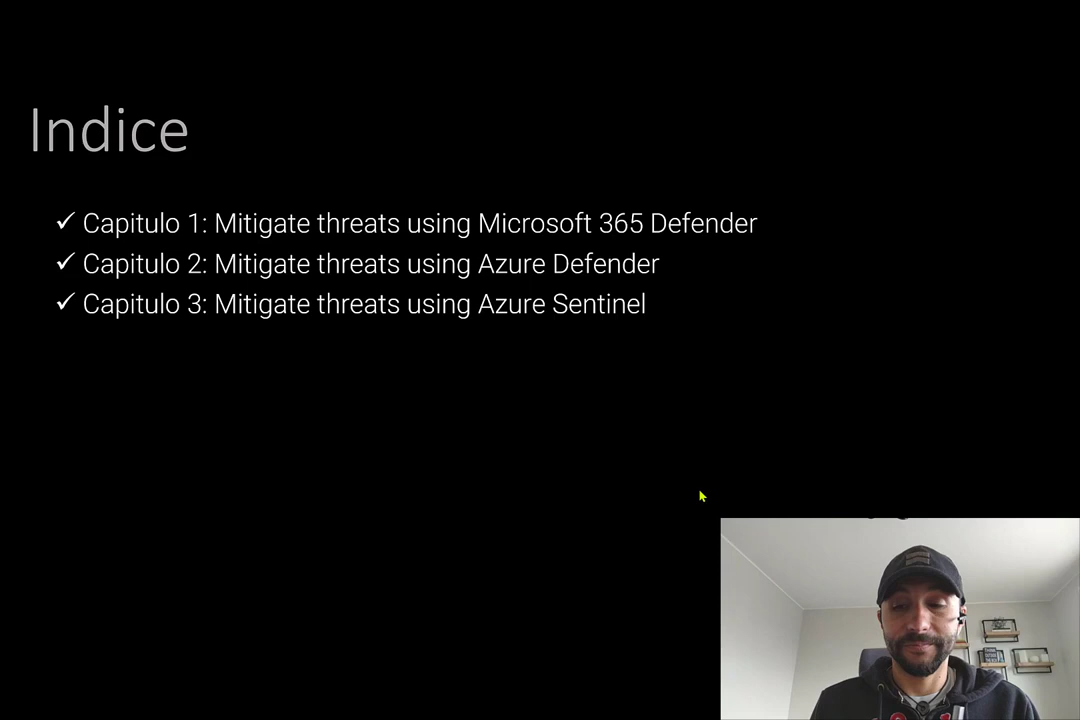 Indice
✓ Capitulo 1: Mitigate threats using Microsoft 365 Defender
✓ Capitulo 2: Mitigate threats using Azure Defender
✓ Capitulo 3: Mitigate threats using Azure Sentinel